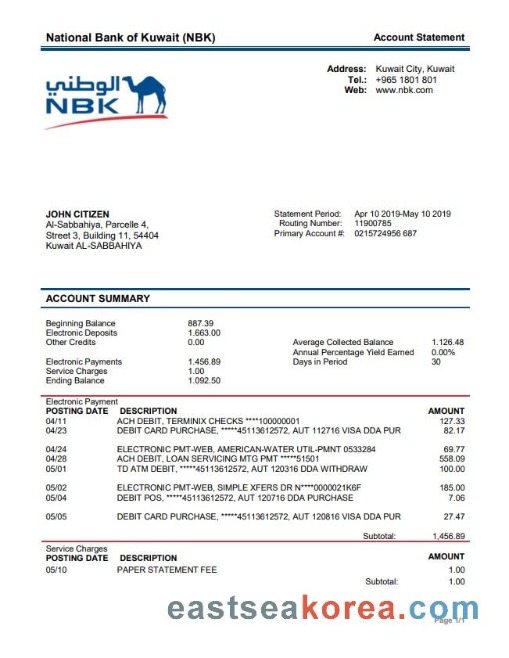 National Bank of Kuwait (NBK) Account Statement
Address: Kuwait City, Kuwait
Tel.: +965 1801 801
Web: www.nbk.com
الوطني
NBK
JOHN CITIZEN
Al-Sabbahiya, Parcelle 4,
Street 3, Building 11, 54404
Kuwait AL-SABBAHIYA
Statement Period: Apr 10 2019-May 10 2019
Routing Number: 11900785
Primary Account #: 0215724956 687
ACCOUNT SUMMARY
Beginning Balance 887.39
Electronic Deposits 1.663.00
Other Credits 0.00
Electronic Payments 1.456.89
Service Charges 1.00
Ending Balance 1.092.50
Average Collected Balance 1.126.48
Annual Percentage Yield Earned 0.00%
Days in Period 30
Electronic Payment
POSTING DATE DESCRIPTION AMOUNT
04/11 ACH DEBIT, TERMINIX CHECKS ****100000001 127.33
04/23 DEBIT CARD PURCHASE, *****45113612572, AUT 112716 VISA DDA PUR 82.17
04/24 ELECTRONIC PMT-WEB, AMERICAN-WATER UTIL-PMNT 0533284 69.77
04/28 ACH DEBIT, LOAN SERVICING MTG PMT *****51501 558.09
05/01 TD ATM DEBIT, *****45113612572, AUT 120316 DDA WITHDRAW 100.00
05/02 ELECTRONIC PMT-WEB, SIMPLE XFERS DR N****0000021K6F 185.00
05/04 DEBIT POS, *****45113612572, AUT 120716 DDA PURCHASE 7.06
05/05 DEBIT CARD PURCHASE, *****45113612572, AUT 120816 VISA DDA PUR 27.47
Subtotal: 1,456.89
Service Charges
POSTING DATE DESCRIPTION AMOUNT
05/10 PAPER STATEMENT FEE 1.00
Subtotal: 1.00
eastseakorea.com
Page 1/1